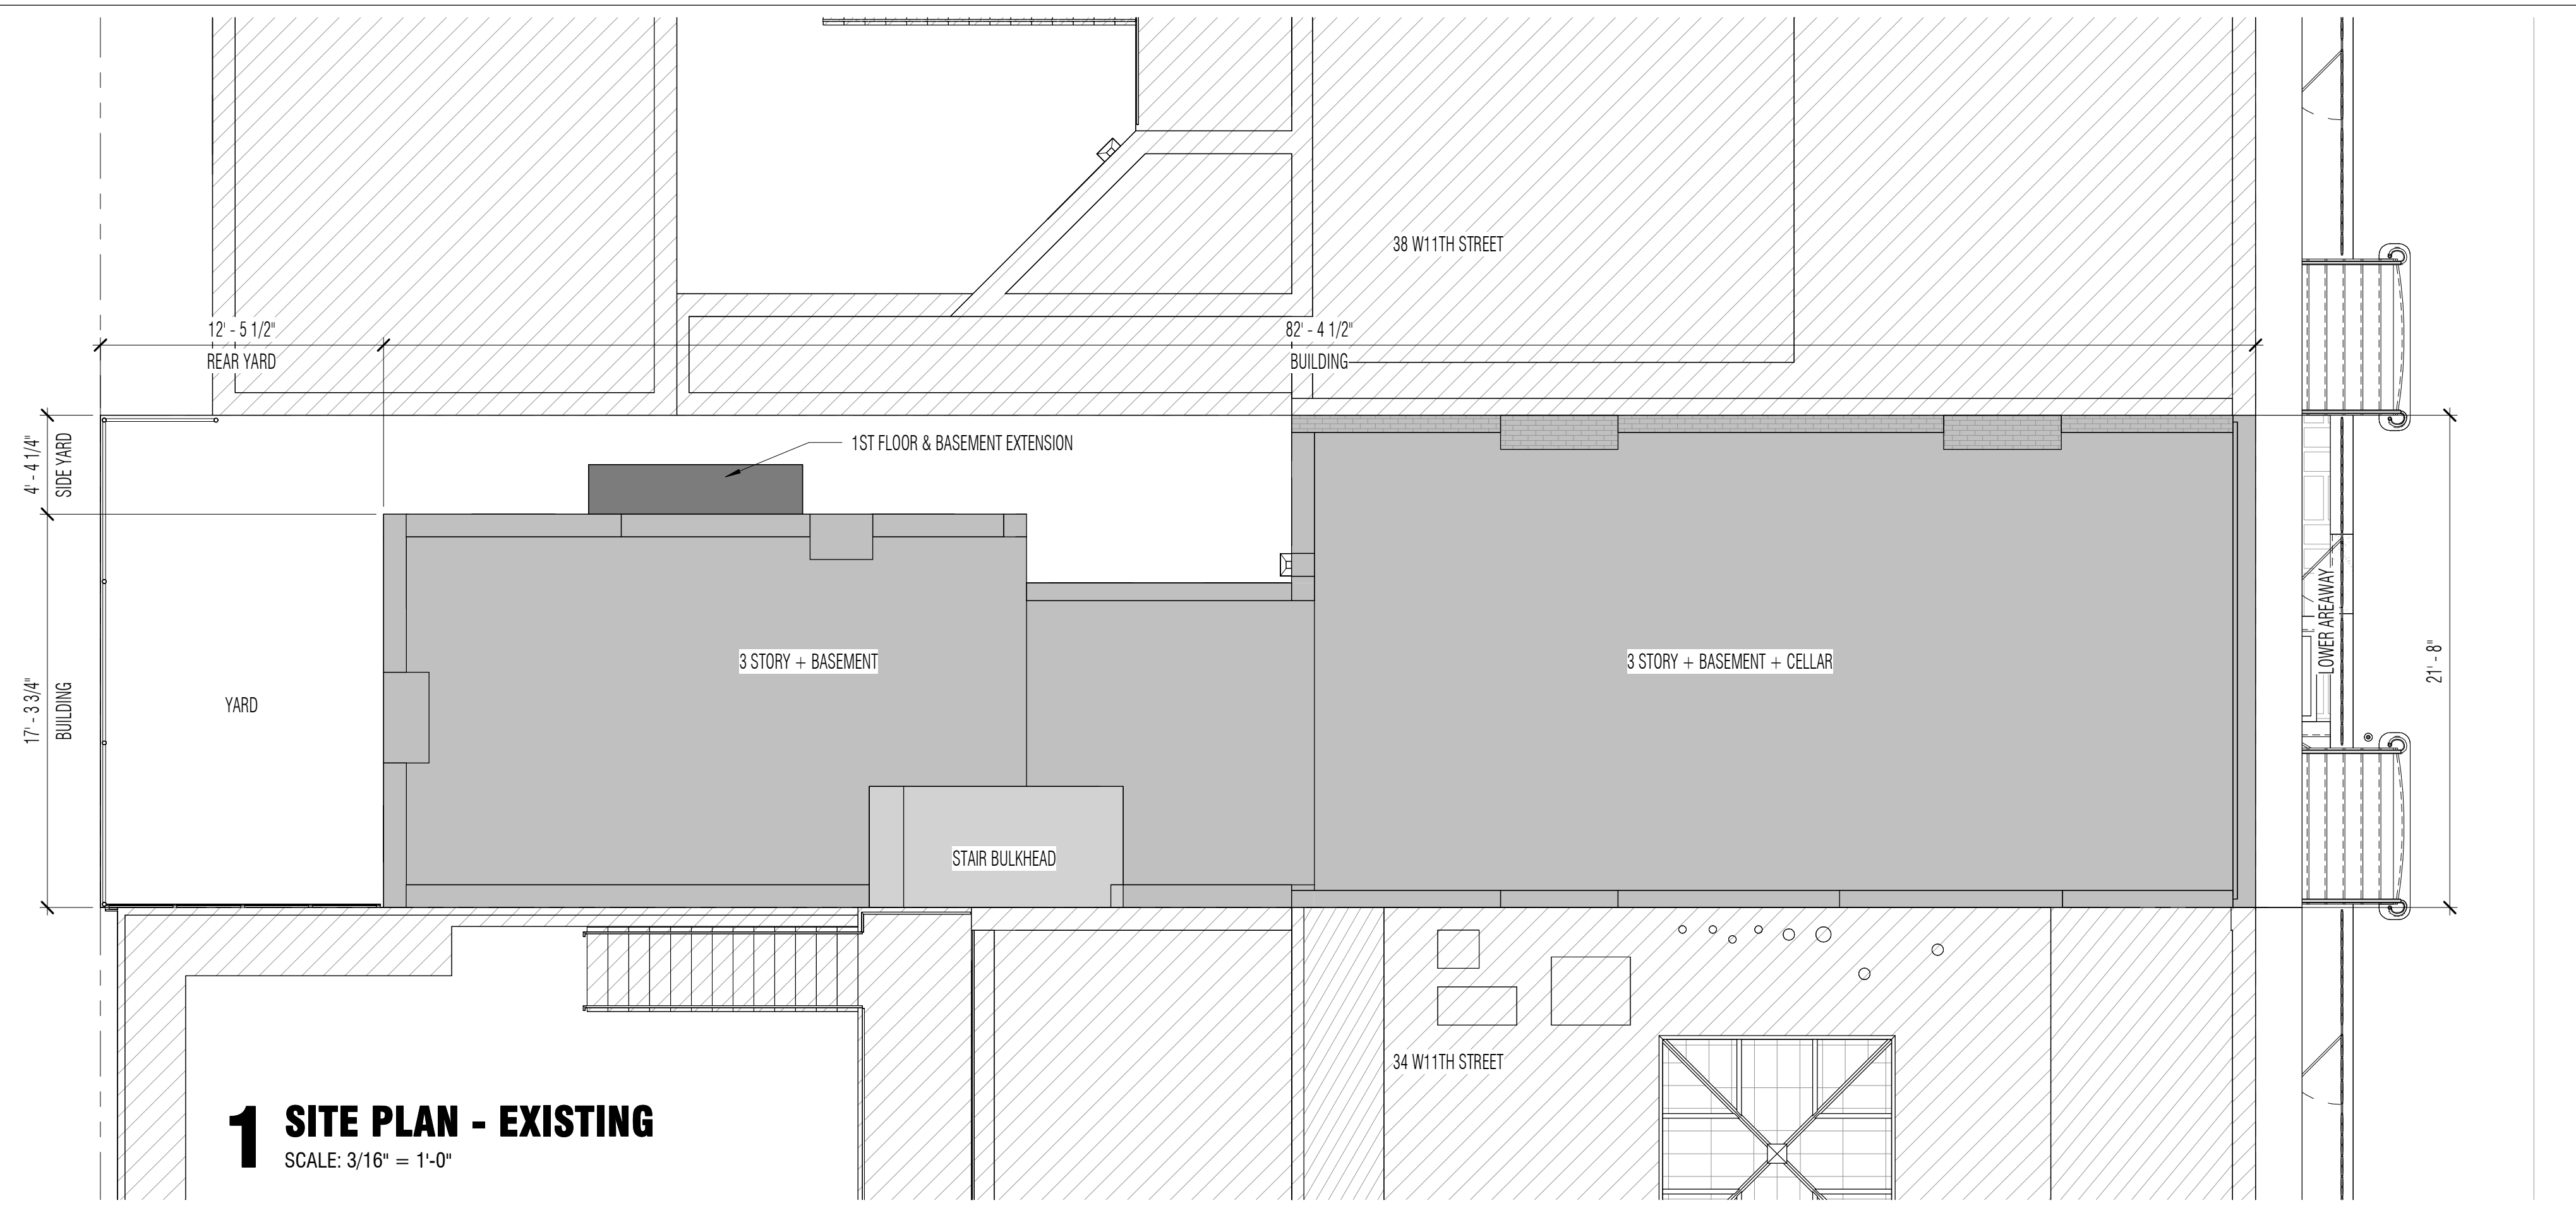 38 W11TH STREET
12' - 5 1/2"
REAR YARD
82' - 4 1/2"
BUILDING
4' - 4 1/4"
SIDE YARD
1ST FLOOR & BASEMENT EXTENSION
3 STORY + BASEMENT
3 STORY + BASEMENT + CELLAR
LOWER AREAWAY
21' - 8"
17' - 3 3/4"
BUILDING
YARD
STAIR BULKHEAD
34 W11TH STREET
1 SITE PLAN - EXISTING
SCALE: 3/16" = 1'-0"